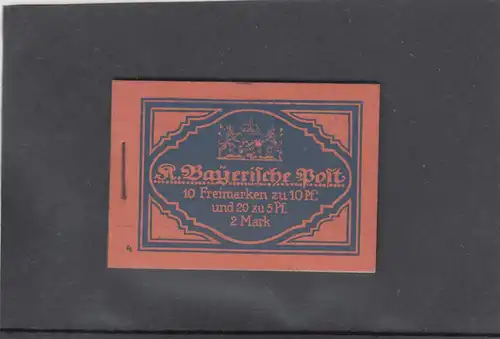 K. Bayerische Post
10 Freimarken zu 10 Pf.
und 20 zu 5 Pf.
2 Mark